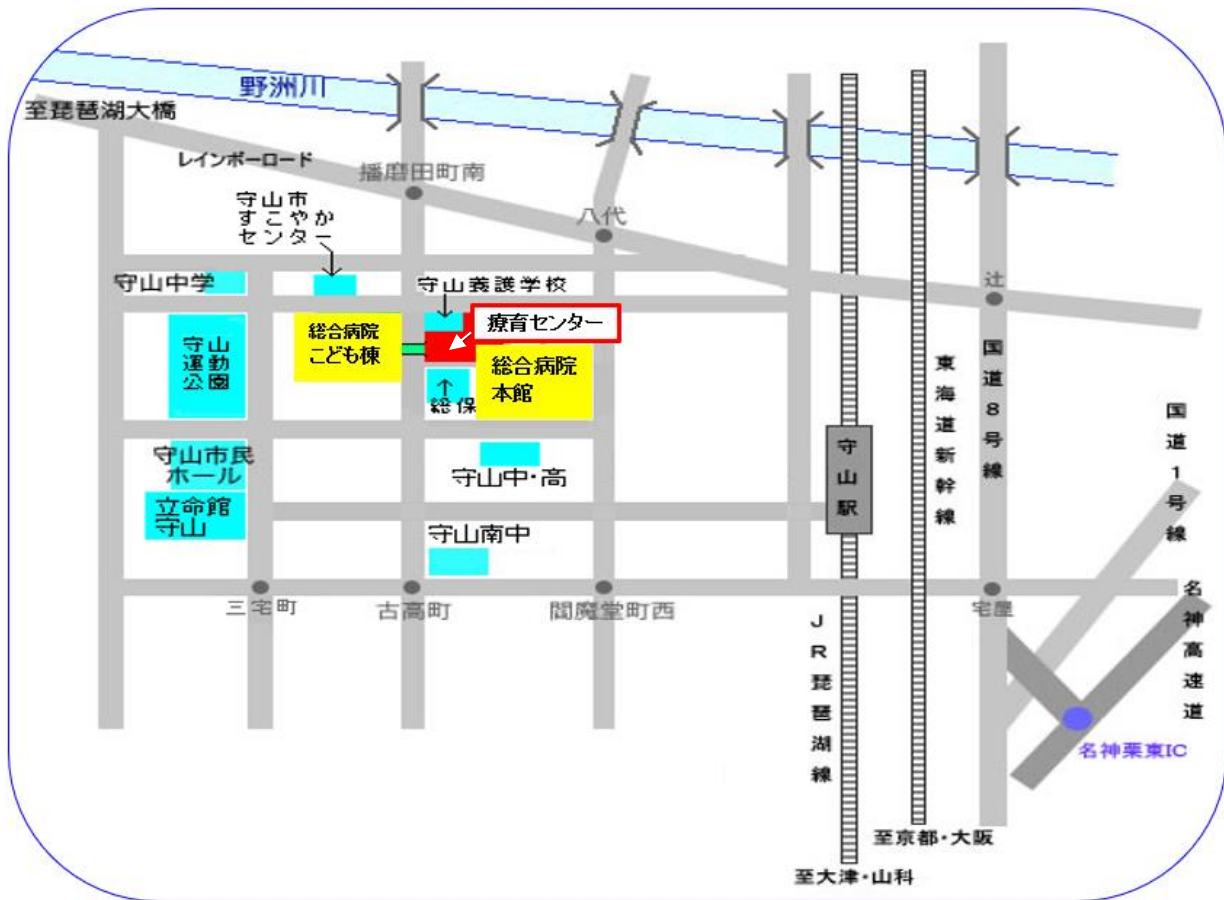 野洲川
至琵琶湖大橋
レインボーロード
播磨田町南
守山市
すこやか
センター
八代
守山中学
守山養護学校
辻
療育センター
総合病院
こども棟
守山
運動
公園
総合病院
本館
総保
国道8号線
東海道新幹線
国道1号線
守山駅
守山市民
ホール
守山中・高
立命館
守山
守山南中
三宅町
古高町
閻魔堂町西
宅屋
名神高速道
JR琵琶湖線
名神栗東IC
至京都・大阪
至大津・山科